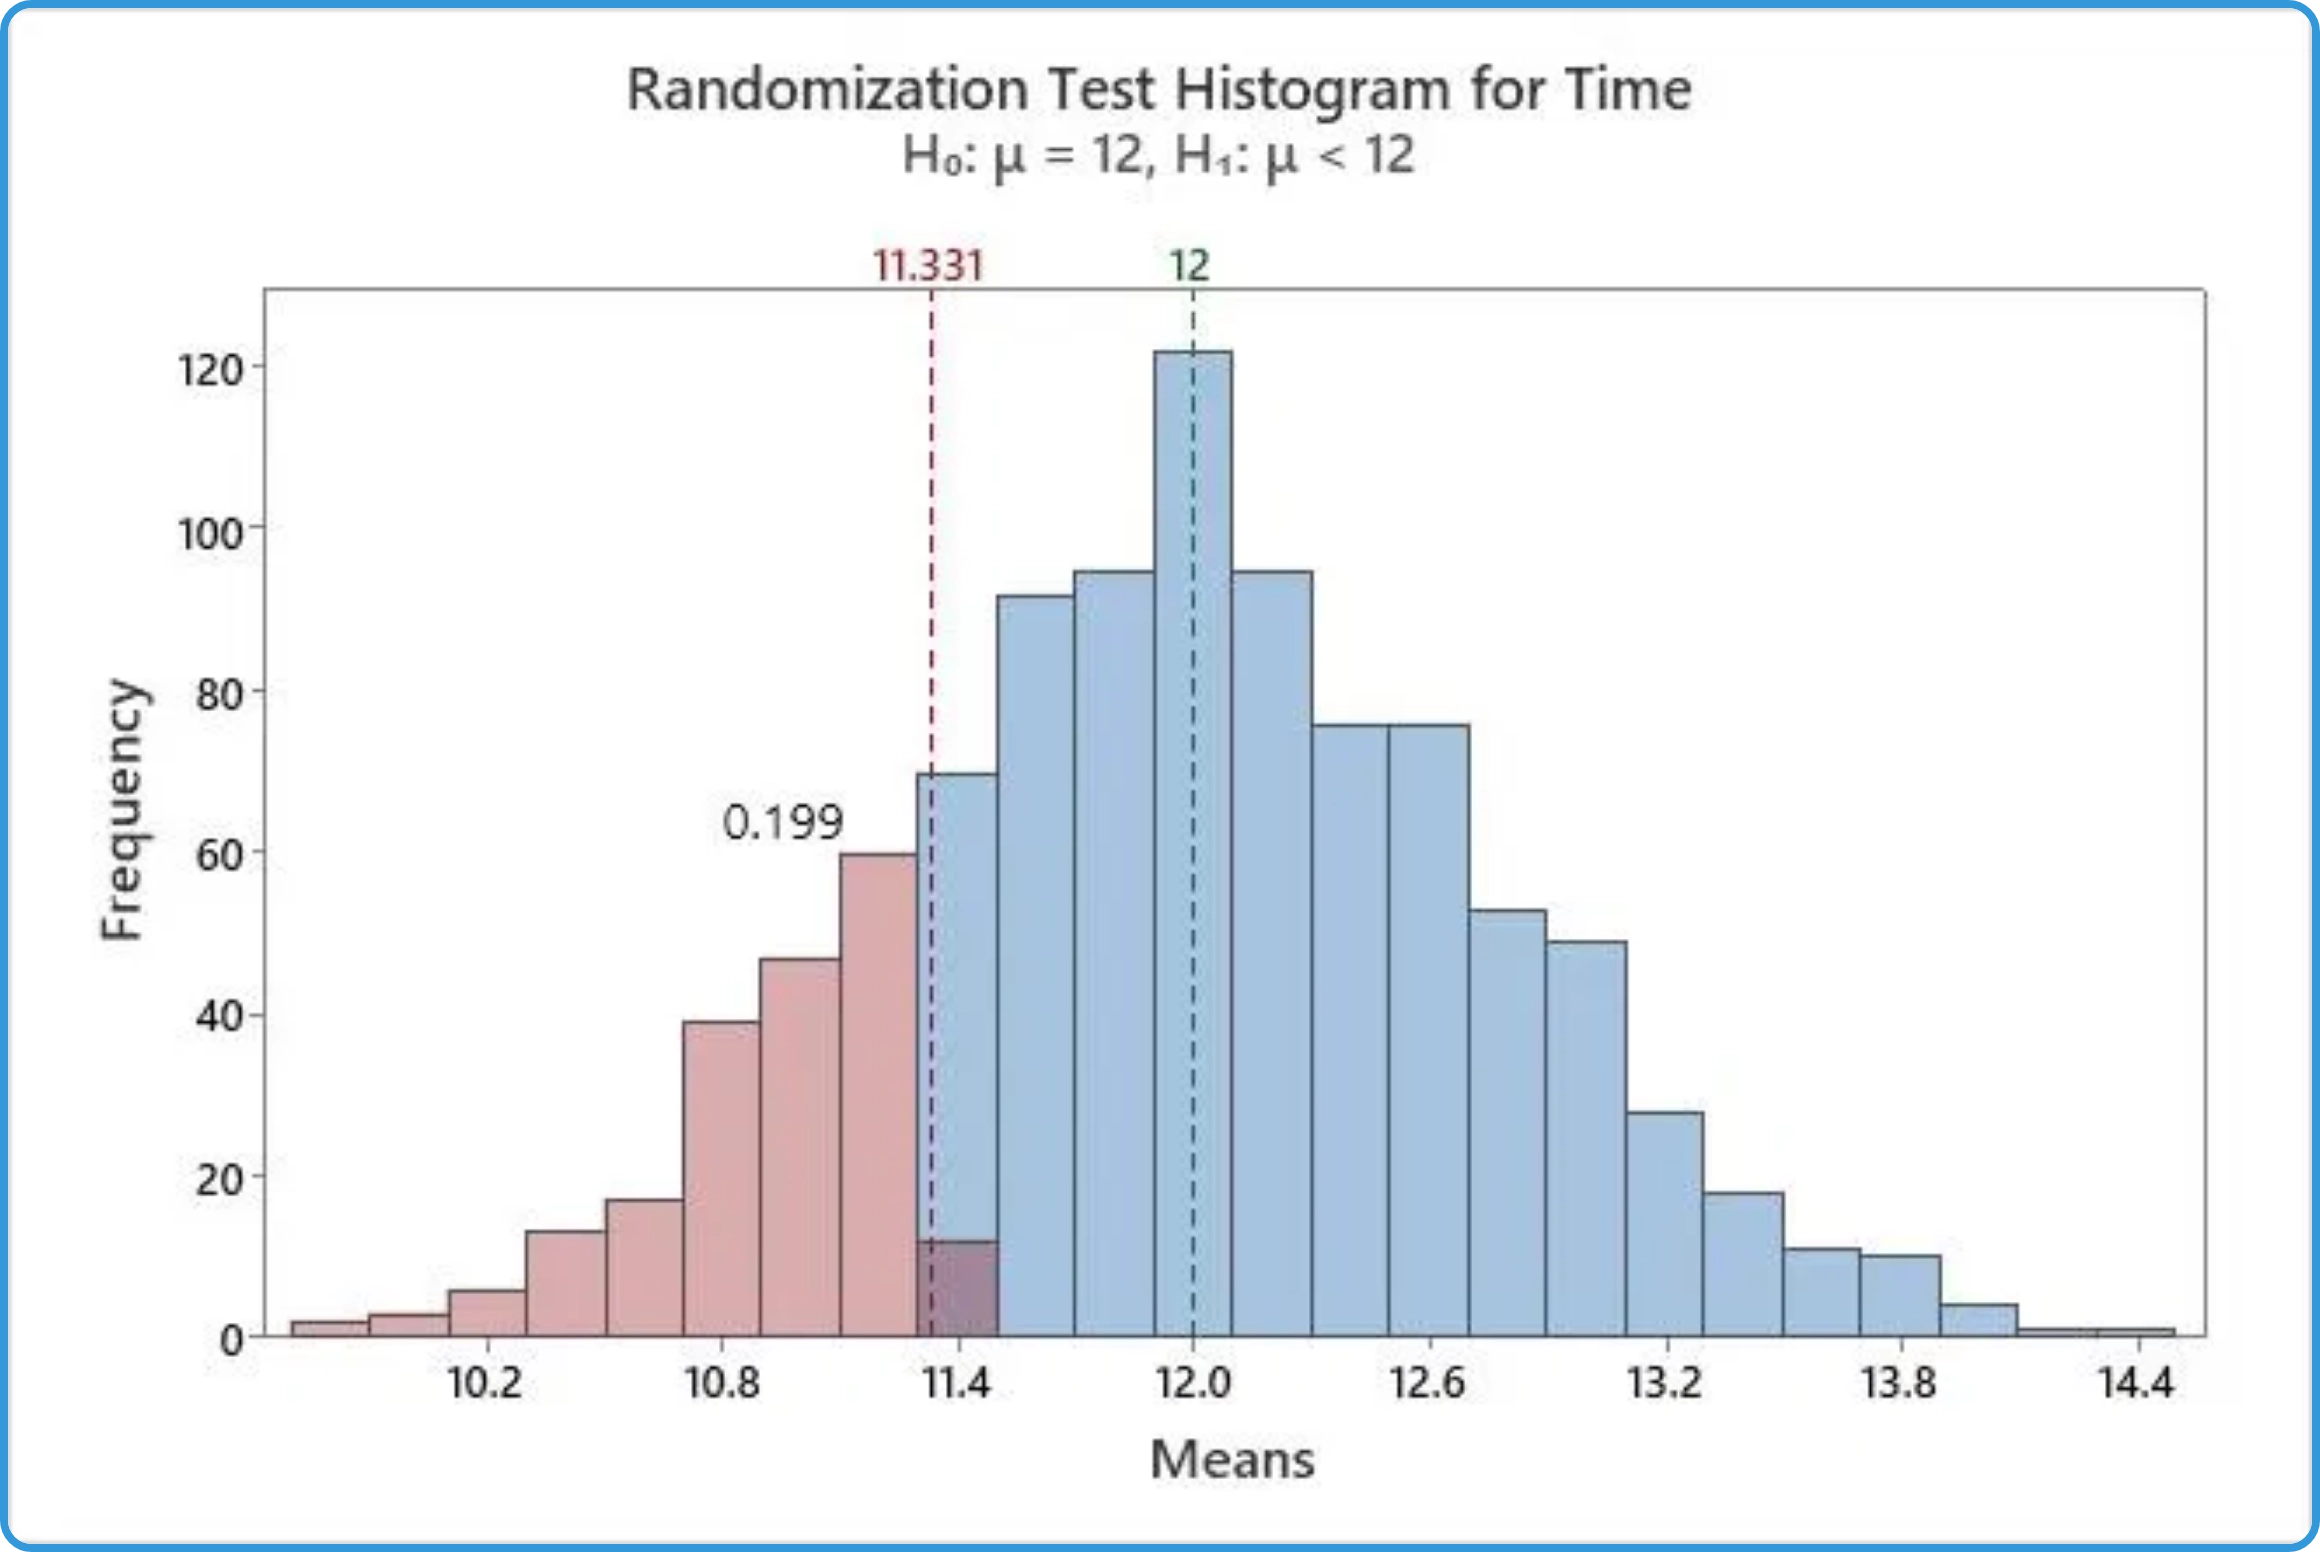 Randomization Test Histogram for Time
H₀: μ = 12, H₁: μ < 12
11.331
12
120
100
80
60
40
20
0
Frequency
0.199
10.2 10.8 11.4 12.0 12.6 13.2 13.8 14.4
Means